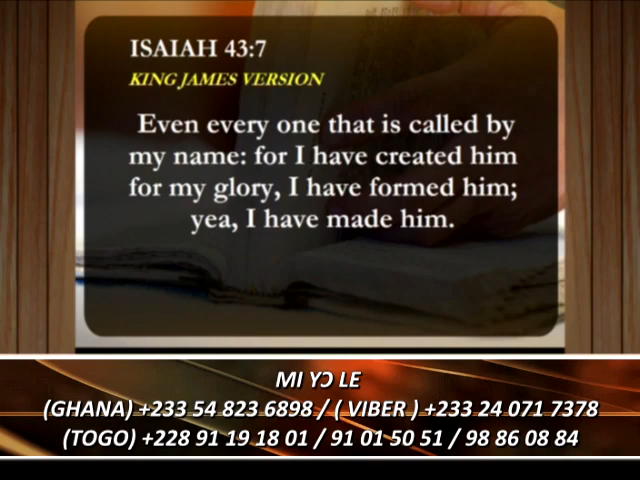 ISAIAH 43:7
KING JAMES VERSION
Even every one that is called by
my name: for I have created him
for my glory, I have formed him;
yea, I have made him.
MI YƆ LE
(GHANA) +233 54 823 6898 / ( VIBER ) +233 24 071 7378
(TOGO) +228 91 19 18 01 / 91 01 50 51 / 98 86 08 84